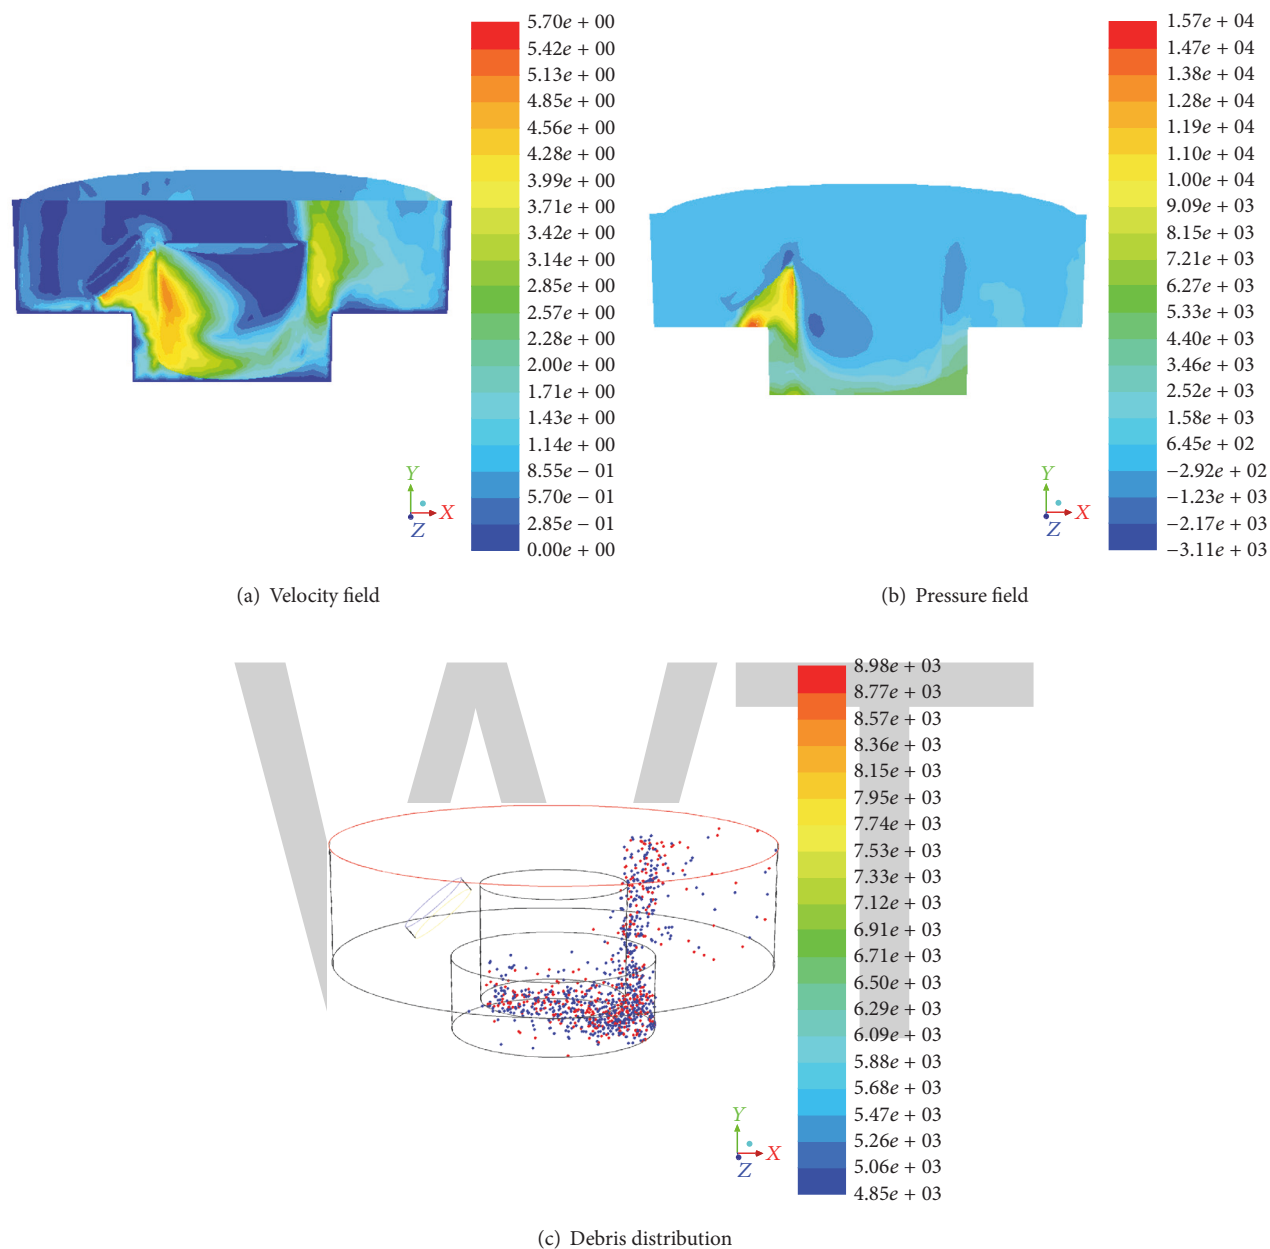 5.70e + 00
5.42e + 00
5.13e + 00
4.85e + 00
4.56e + 00
4.28e + 00
3.99e + 00
3.71e + 00
3.42e + 00
3.14e + 00
2.85e + 00
2.57e + 00
2.28e + 00
2.00e + 00
1.71e + 00
1.43e + 00
1.14e + 00
8.55e − 01
5.70e − 01
2.85e − 01
0.00e + 00
Y
X
Z
(a) Velocity field
1.57e + 04
1.47e + 04
1.38e + 04
1.28e + 04
1.19e + 04
1.10e + 04
1.00e + 04
9.09e + 03
8.15e + 03
7.21e + 03
6.27e + 03
5.33e + 03
4.40e + 03
3.46e + 03
2.52e + 03
1.58e + 03
6.45e + 02
−2.92e + 02
−1.23e + 03
−2.17e + 03
−3.11e + 03
Y
X
Z
(b) Pressure field
WT
8.98e + 03
8.77e + 03
8.57e + 03
8.36e + 03
8.15e + 03
7.95e + 03
7.74e + 03
7.53e + 03
7.33e + 03
7.12e + 03
6.91e + 03
6.71e + 03
6.50e + 03
6.29e + 03
6.09e + 03
5.88e + 03
5.68e + 03
5.47e + 03
5.26e + 03
5.06e + 03
4.85e + 03
Y
X
Z
(c) Debris distribution